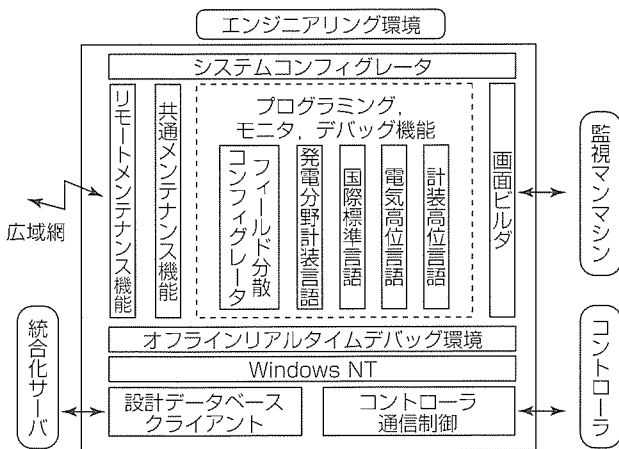 エンジニアリング環境
システムコンフィグレータ
リモートメンテナンス機能
共通メンテナンス機能
プログラミング,
モニタ, デバッグ機能
フィールド分散
コンフィグレータ
発電分野計装言語
国際標準言語
電気高位言語
計装高位言語
画面ビルダ
監視マンマシン
広域網
オフラインリアルタイムデバッグ環境
Windows NT
統合化サーバ
設計データベース
クライアント
コントローラ
通信制御
コントローラ